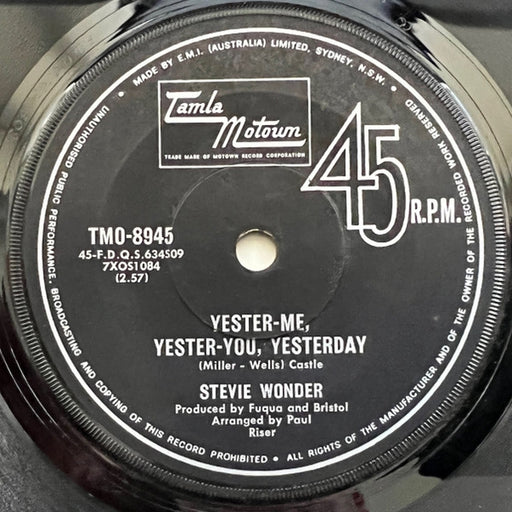 MADE BY E.M.I. (AUSTRALIA) LIMITED, SYDNEY, N.S.W. •
UNAUTHORISED PUBLIC PERFORMANCE, BROADCASTING AND COPYING OF THIS RECORD PROHIBITED • ALL RIGHTS OF THE MANUFACTURER AND OF THE OWNER OF THE RECORDED WORK RESERVED
Tamla
Motown
TRADE MARK OF MOTOWN RECORD CORPORATION
45 R.P.M.
TMO-8945
45-F.D.Q.S.634S09
7XOS1084
(2.57)
YESTER-ME,
YESTER-YOU, YESTERDAY
(Miller - Wells) Castle
STEVIE WONDER
Produced by Fuqua and Bristol
Arranged by Paul
Riser